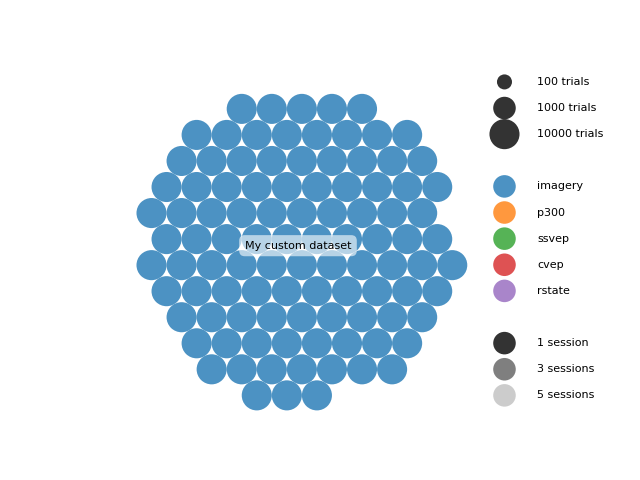 100 trials
1000 trials
10000 trials
imagery
p300
ssvep
My custom dataset
cvep
rstate
1 session
3 sessions
5 sessions